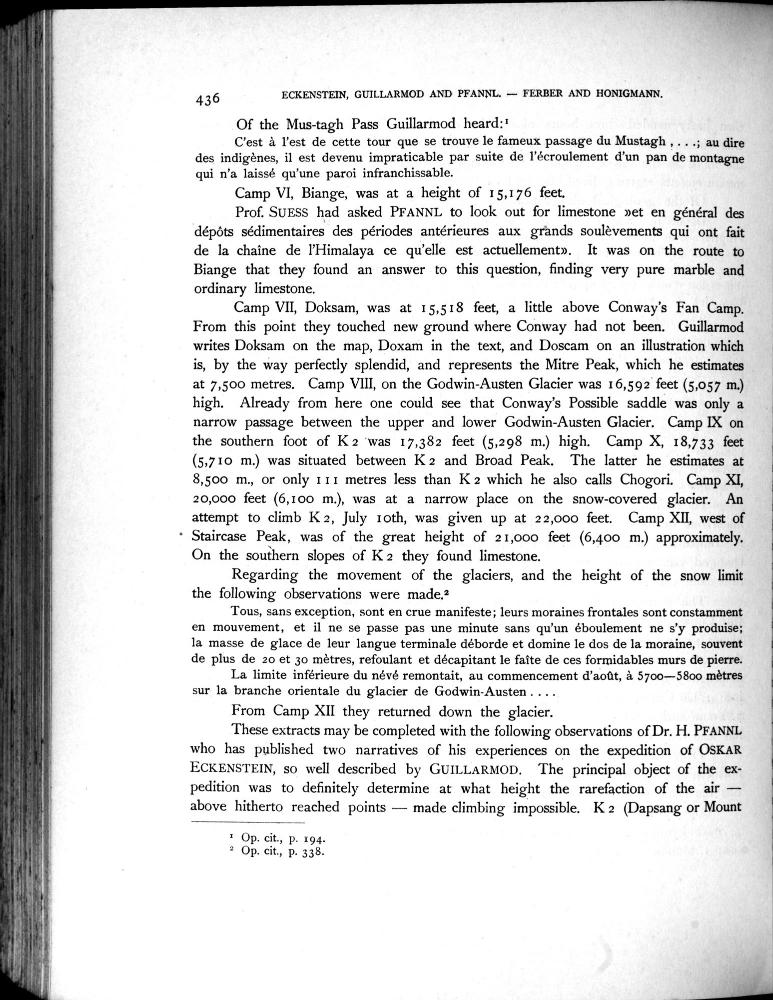 436
ECKENSTEIN, GUILLARMOD AND PFANNL. — FERBER AND HONIGMANN.
Of the Mus-tagh Pass Guillarmod heard:¹
C'est à l'est de cette tour que se trouve le fameux passage du Mustagh , . . .; au dire
des indigènes, il est devenu impraticable par suite de l'écroulement d'un pan de montagne
qui n'a laissé qu'une paroi infranchissable.
Camp VI, Biange, was at a height of 15,176 feet.
Prof. SUESS had asked PFANNL to look out for limestone »et en général des
dépôts sédimentaires des périodes antérieures aux grands soulèvements qui ont fait
de la chaîne de l'Himalaya ce qu'elle est actuellement». It was on the route to
Biange that they found an answer to this question, finding very pure marble and
ordinary limestone.
Camp VII, Doksam, was at 15,518 feet, a little above Conway's Fan Camp.
From this point they touched new ground where Conway had not been. Guillarmod
writes Doksam on the map, Doxam in the text, and Doscam on an illustration which
is, by the way perfectly splendid, and represents the Mitre Peak, which he estimates
at 7,500 metres. Camp VIII, on the Godwin-Austen Glacier was 16,592 feet (5,057 m.)
high. Already from here one could see that Conway's Possible saddle was only a
narrow passage between the upper and lower Godwin-Austen Glacier. Camp IX on
the southern foot of K 2 was 17,382 feet (5,298 m.) high. Camp X, 18,733 feet
(5,710 m.) was situated between K 2 and Broad Peak. The latter he estimates at
8,500 m., or only 111 metres less than K 2 which he also calls Chogori. Camp XI,
20,000 feet (6,100 m.), was at a narrow place on the snow-covered glacier. An
attempt to climb K 2, July 10th, was given up at 22,000 feet. Camp XII, west of
Staircase Peak, was of the great height of 21,000 feet (6,400 m.) approximately.
On the southern slopes of K 2 they found limestone.
Regarding the movement of the glaciers, and the height of the snow limit
the following observations were made.²
Tous, sans exception, sont en crue manifeste; leurs moraines frontales sont constamment
en mouvement, et il ne se passe pas une minute sans qu'un éboulement ne s'y produise;
la masse de glace de leur langue terminale déborde et domine le dos de la moraine, souvent
de plus de 20 et 30 mètres, refoulant et décapitant le faîte de ces formidables murs de pierre.
La limite inférieure du névé remontait, au commencement d'août, à 5700—5800 mètres
sur la branche orientale du glacier de Godwin-Austen . . . .
From Camp XII they returned down the glacier.
These extracts may be completed with the following observations of Dr. H. PFANNL
who has published two narratives of his experiences on the expedition of OSKAR
ECKENSTEIN, so well described by GUILLARMOD. The principal object of the ex-
pedition was to definitely determine at what height the rarefaction of the air —
above hitherto reached points — made climbing impossible. K 2 (Dapsang or Mount
¹ Op. cit., p. 194.
² Op. cit., p. 338.